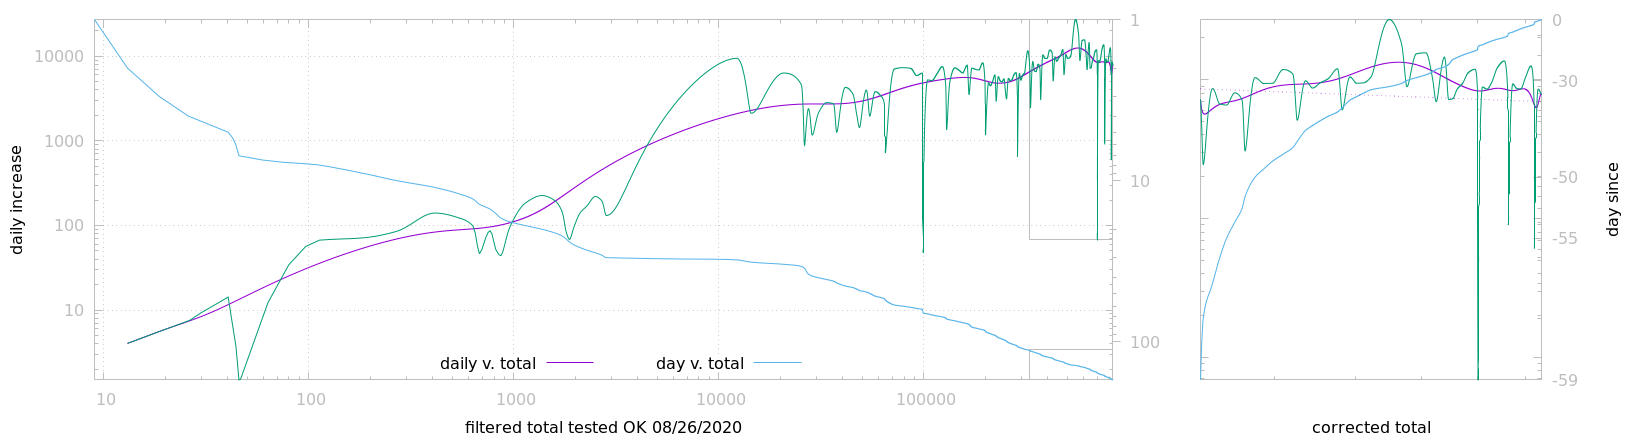 10000
1000
100
10
daily increase
10
100
1000
10000
100000
1
10
100
daily v. total
day v. total
filtered total tested OK 08/26/2020
0
-30
-50
-55
-59
day since
corrected total